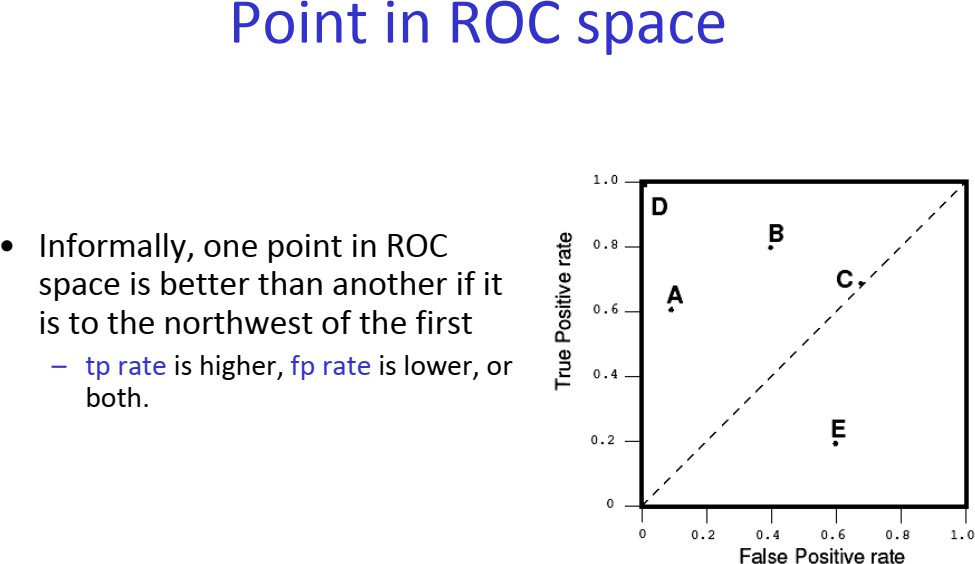 Point in ROC space
• Informally, one point in ROC
space is better than another if it
is to the northwest of the first
– tp rate is higher, fp rate is lower, or
both.
True Positive rate
1.0
0.8
0.6
0.4
0.2
0
D
B
C
A
E
0 0.2 0.4 0.6 0.8 1.0
False Positive rate